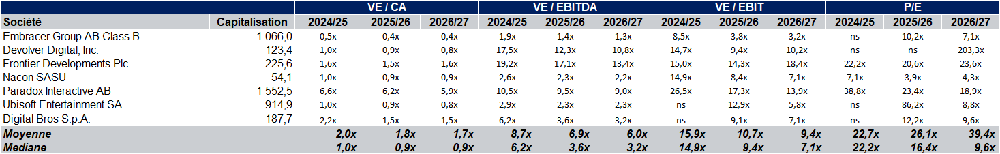 VE / CA VE / EBITDA VE / EBIT P/E
Société Capitalisation 2024/25 2025/26 2026/27 2024/25 2025/26 2026/27 2024/25 2025/26 2026/27 2024/25 2025/26 2026/27
Embracer Group AB Class B 1 066,0 0,5x 0,4x 0,4x 1,9x 1,4x 1,3x 8,5x 3,8x 3,2x ns 10,2x 7,1x
Devolver Digital, Inc. 123,4 1,0x 0,9x 0,8x 17,5x 12,3x 10,8x 14,7x 9,4x 10,2x ns ns 203,3x
Frontier Developments Plc 225,6 1,6x 1,5x 1,6x 19,2x 17,1x 13,4x 15,0x 14,3x 18,4x 22,2x 20,6x 23,6x
Nacon SASU 54,1 1,0x 0,9x 0,9x 2,6x 2,3x 2,2x 14,9x 8,4x 7,1x 7,1x 3,9x 4,3x
Paradox Interactive AB 1 552,5 6,6x 6,2x 5,9x 10,5x 9,5x 9,0x 26,5x 17,3x 13,9x 38,8x 23,4x 18,9x
Ubisoft Entertainment SA 914,9 1,0x 0,9x 0,8x 2,9x 2,3x 2,3x ns 12,9x 5,8x ns 86,2x 8,8x
Digital Bros S.p.A. 187,7 2,2x 1,5x 1,5x 6,2x 3,6x 3,2x ns 9,1x 7,1x ns 12,2x 9,6x
Moyenne 2,0x 1,8x 1,7x 8,7x 6,9x 6,0x 15,9x 10,7x 9,4x 22,7x 26,1x 39,4x
Mediane 1,0x 0,9x 0,9x 6,2x 3,6x 3,2x 14,9x 9,4x 7,1x 22,2x 16,4x 9,6x